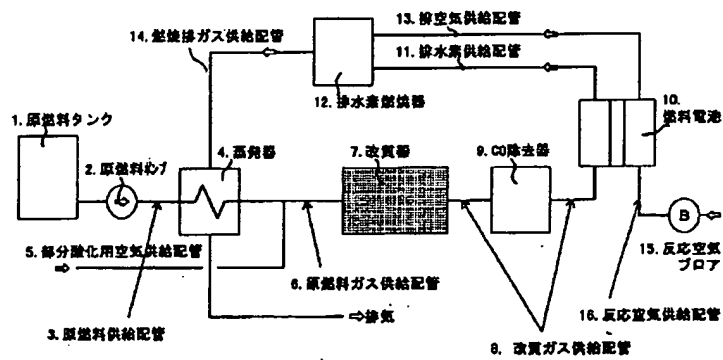 13.排空気供給配管
14.燃焼排ガス供給配管
11.排水素供給配管
12.排水素燃焼器
10.
燃料電池
1.原燃料タンク
2.原燃料ポンプ
4.蒸発器
7.改質器
9.CO除去器
B
5.部分酸化用空気供給配管
15.反応空気
ブロア
6.原燃料ガス供給配管
⇒排気
3.原燃料供給配管
16.反応空気供給配管
8.改質ガス供給配管